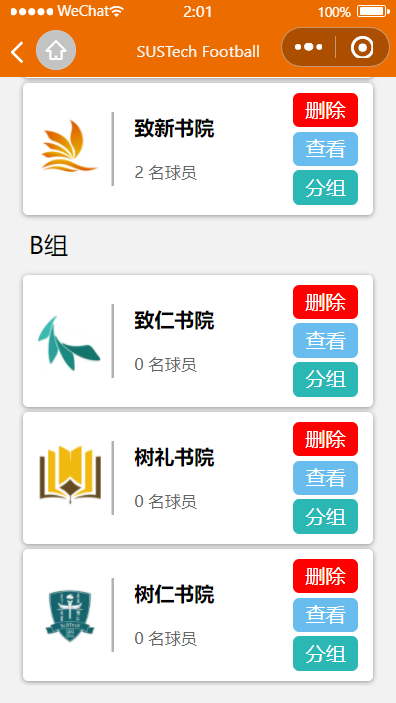 WeChat
2:01
100%
SUSTech Football
致新书院
2 名球员
删除
查看
分组
B组
致仁书院
0 名球员
删除
查看
分组
树礼书院
0 名球员
删除
查看
分组
SUSTech
树仁书院
0 名球员
删除
查看
分组